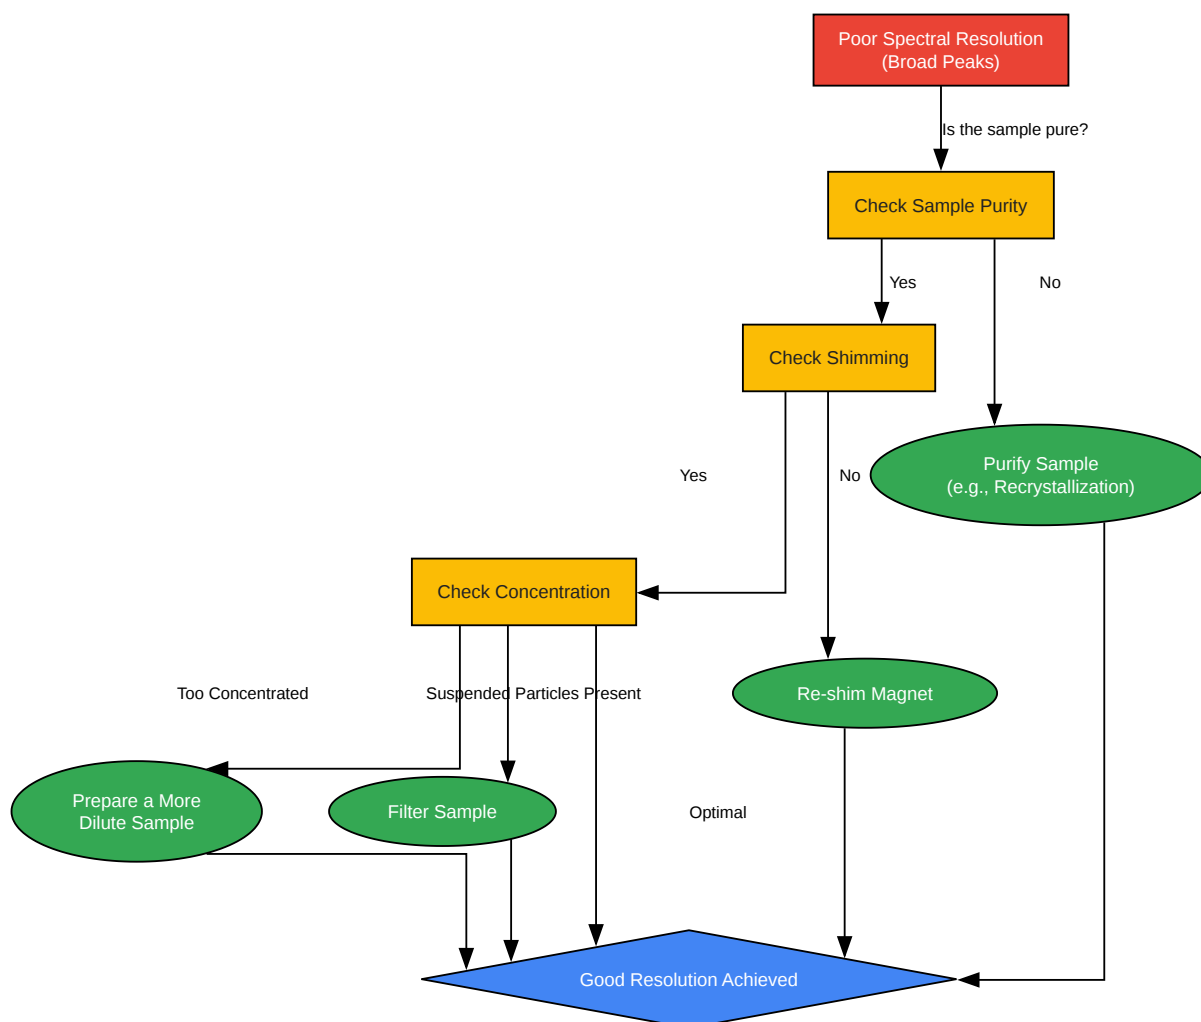 Poor Spectral Resolution
(Broad Peaks)
Is the sample pure?
Check Sample Purity
Yes
No
Check Shimming
Purify Sample
(e.g., Recrystallization)
Yes
No
Check Concentration
Too Concentrated
Suspended Particles Present
Re-shim Magnet
Prepare a More
Dilute Sample
Filter Sample
Optimal
Good Resolution Achieved